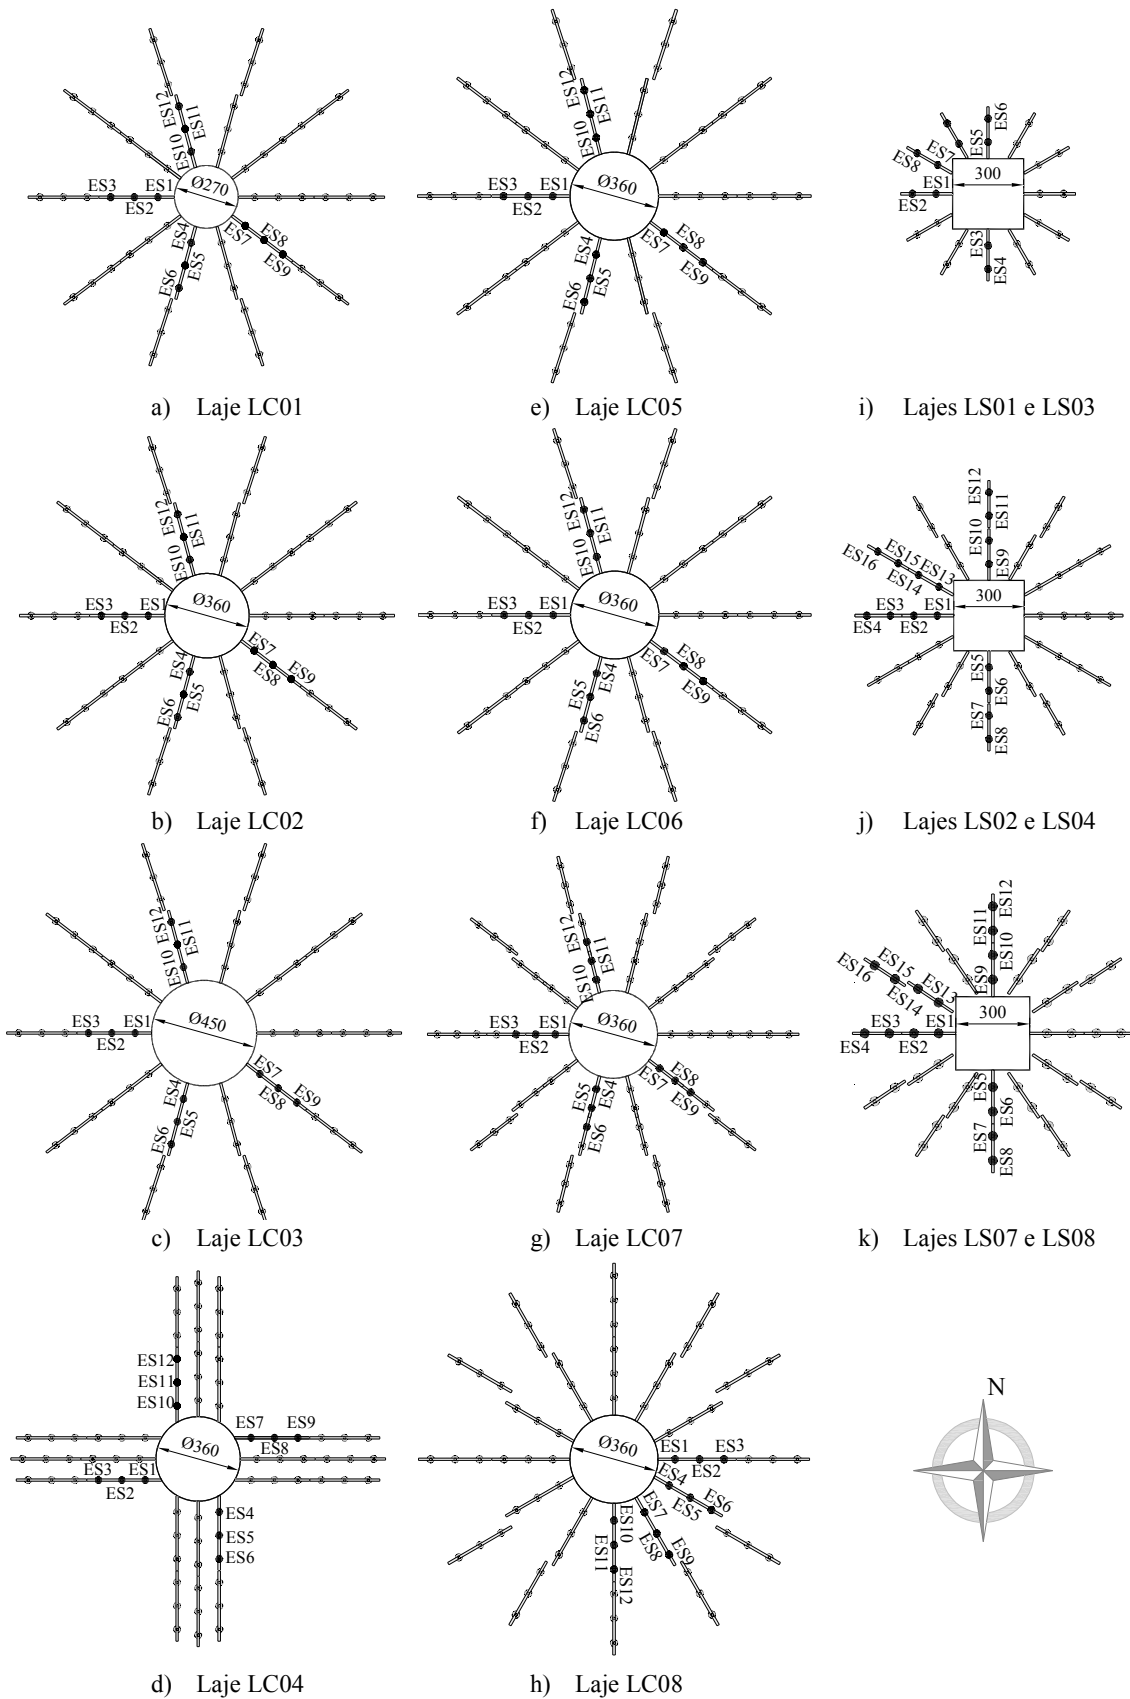 ES12
ES11
ES10
Ø270
ES3
ES1
ES2
ES4
ES5
ES6
ES7
ES8
ES9
a) Laje LC01
ES12
ES11
ES10
Ø360
ES3
ES1
ES2
ES4
ES5
ES6
ES7
ES8
ES9
e) Laje LC05
ES6
ES5
ES7
ES8
300
ES1
ES2
ES3
ES4
i) Lajes LS01 e LS03
ES12
ES11
ES10
Ø360
ES3
ES1
ES2
ES4
ES5
ES6
ES7
ES8
ES9
b) Laje LC02
ES12
ES11
ES10
Ø360
ES3
ES1
ES2
ES4
ES5
ES6
ES7
ES8
ES9
f) Laje LC06
ES12
ES11
ES10
ES9
ES15
ES16
ES13
ES14
300
ES3
ES1
ES4
ES2
ES5
ES6
ES7
ES8
j) Lajes LS02 e LS04
ES12
ES11
ES10
Ø450
ES3
ES1
ES2
ES4
ES5
ES6
ES7
ES8
ES9
c) Laje LC03
ES12
ES11
ES10
Ø360
ES3
ES1
ES2
ES5
ES4
ES6
ES7
ES8
ES9
g) Laje LC07
ES12
ES11
ES10
ES9
ES15
ES16
ES13
ES14
300
ES3
ES1
ES4
ES2
ES5
ES6
ES7
ES8
k) Lajes LS07 e LS08
ES12
ES11
ES10
ES7
ES9
ES8
Ø360
ES3
ES1
ES2
ES4
ES5
ES6
d) Laje LC04
Ø360
ES1
ES3
ES2
ES4
ES6
ES5
ES7
ES8
ES9
ES10
ES11
ES12
h) Laje LC08
N